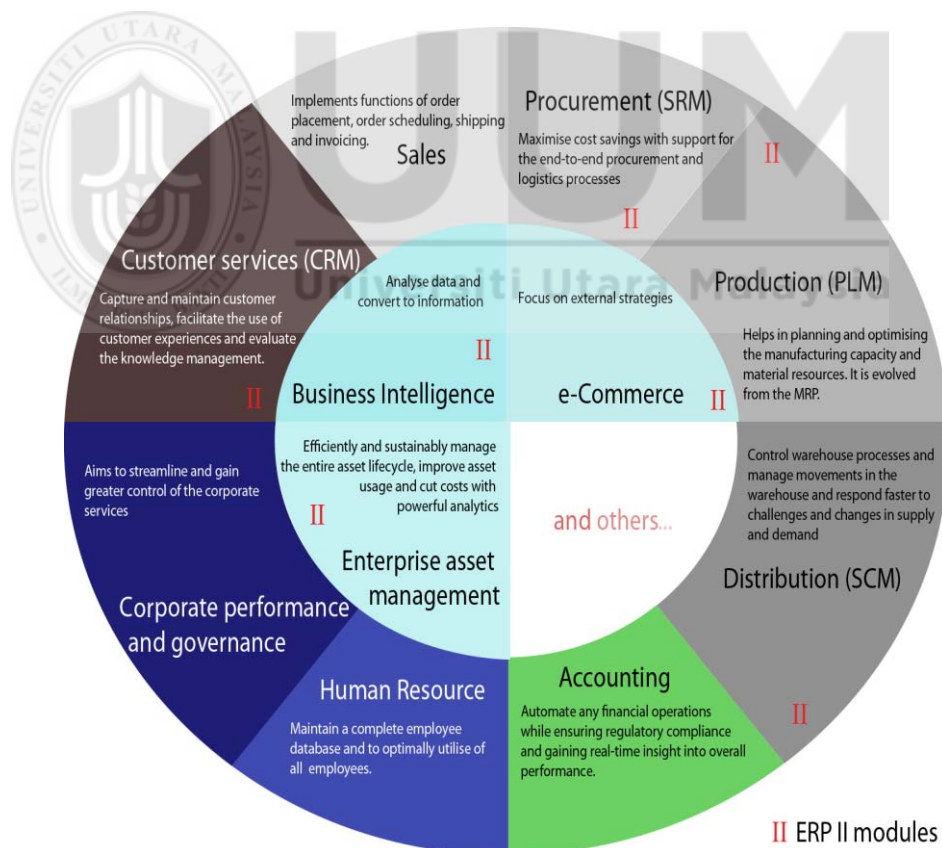 UNIVERSITI UTARA MALAYSIA
UUM
Universiti Utara Malaysia
Implements functions of order
placement, order scheduling, shipping
and invoicing.
Sales
Procurement (SRM)
Maximise cost savings with support for
the end-to-end procurement and
logistics processes
II
II
Customer services (CRM)
Capture and maintain customer
relationships, facilitate the use of
customer experiences and evaluate
the knowledge management.
II
Analyse data and
convert to information
II
Business Intelligence
Focus on external strategies
e-Commerce
II
Production (PLM)
Helps in planning and optimising
the manufacturing capacity and
material resources. It is evolved
from the MRP.
Aims to streamline and gain
greater control of the corporate
services
Corporate performance
and governance
Efficiently and sustainably manage
the entire asset lifecycle, improve asset
usage and cut costs with
powerful analytics
II
Enterprise asset
management
and others...
Control warehouse processes and
manage movements in the
warehouse and respond faster to
challenges and changes in supply
and demand
Distribution (SCM)
II
Human Resource
Maintain a complete employee
database and to optimally utilise of
all employees.
Accounting
Automate any financial operations
while ensuring regulatory compliance
and gaining real-time insight into overall
performance.
II ERP II modules